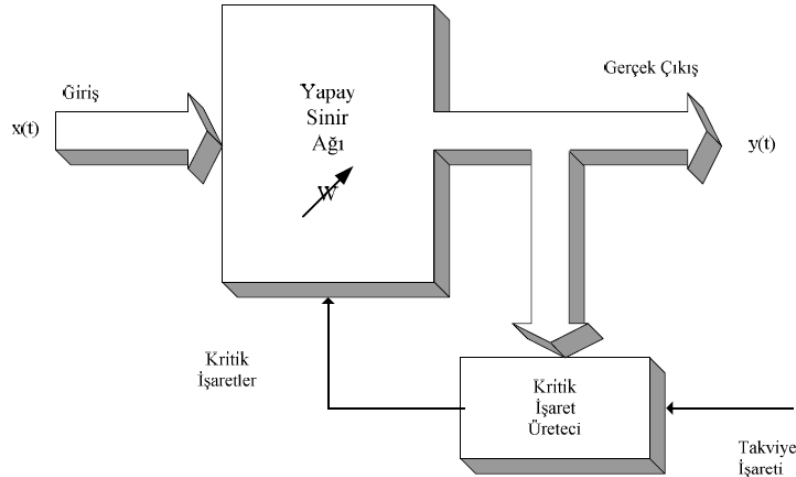 Giriş
x(t)
Yapay
Sinir
Ağı
W
Gerçek Çıkış
y(t)
Kritik
İşaretler
Kritik
İşaret
Üreteci
Takviye
İşareti